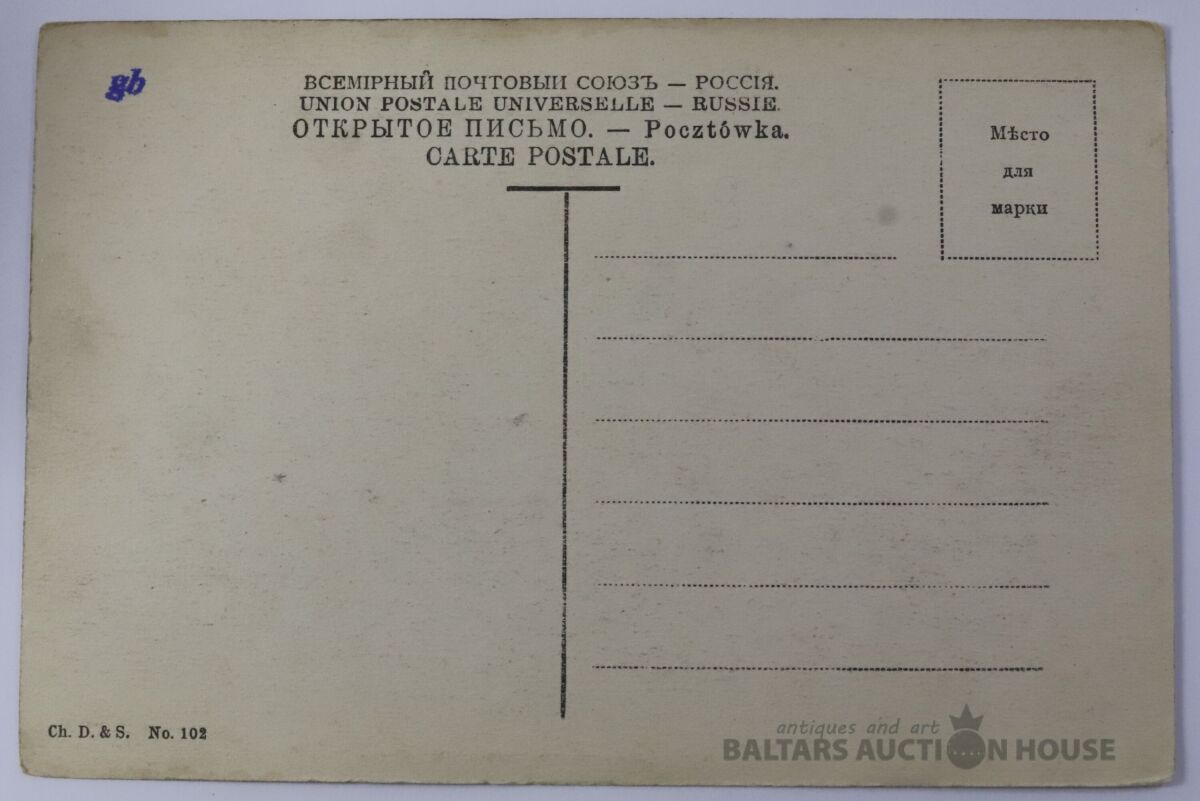 gb
ВСЕМІРНЫЙ ПОЧТОВЫИ СОЮЗЪ — РОССІЯ.
UNION POSTALE UNIVERSELLE — RUSSIE.
ОТКРЫТОЕ ПИСЬМО. — Pocztówka.
CARTE POSTALE.
Мѣсто
для
марки
Ch. D. & S. No. 102
antiques and art
BALTARS AUCTION HOUSE